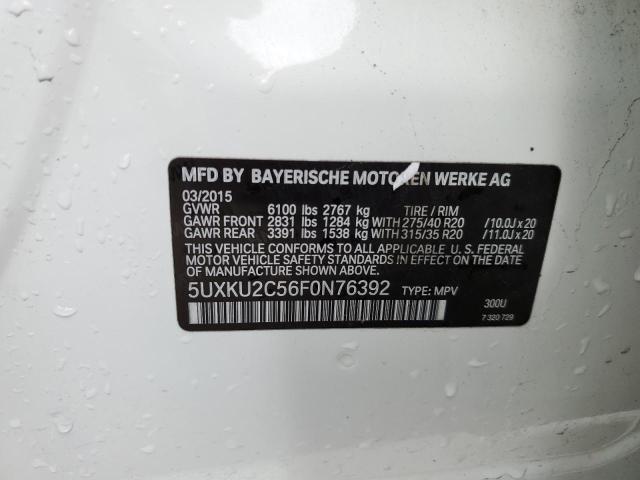 MFD BY BAYERISCHE MOTOREN WERKE AG
03/2015
GVWR 6100 lbs 2767 kg TIRE / RIM
GAWR FRONT 2831 lbs 1284 kg WITH 275/40 R20 /10.0J x 20
GAWR REAR 3391 lbs 1538 kg WITH 315/35 R20 /11.0J x 20
THIS VEHICLE CONFORMS TO ALL APPLICABLE U.S. FEDERAL
MOTOR VEHICLE SAFETY STANDARDS IN EFFECT ON THE
DATE OF MANUFACTURE SHOWN ABOVE.
5UXKU2C56F0N76392 TYPE: MPV
300U
7 320 729